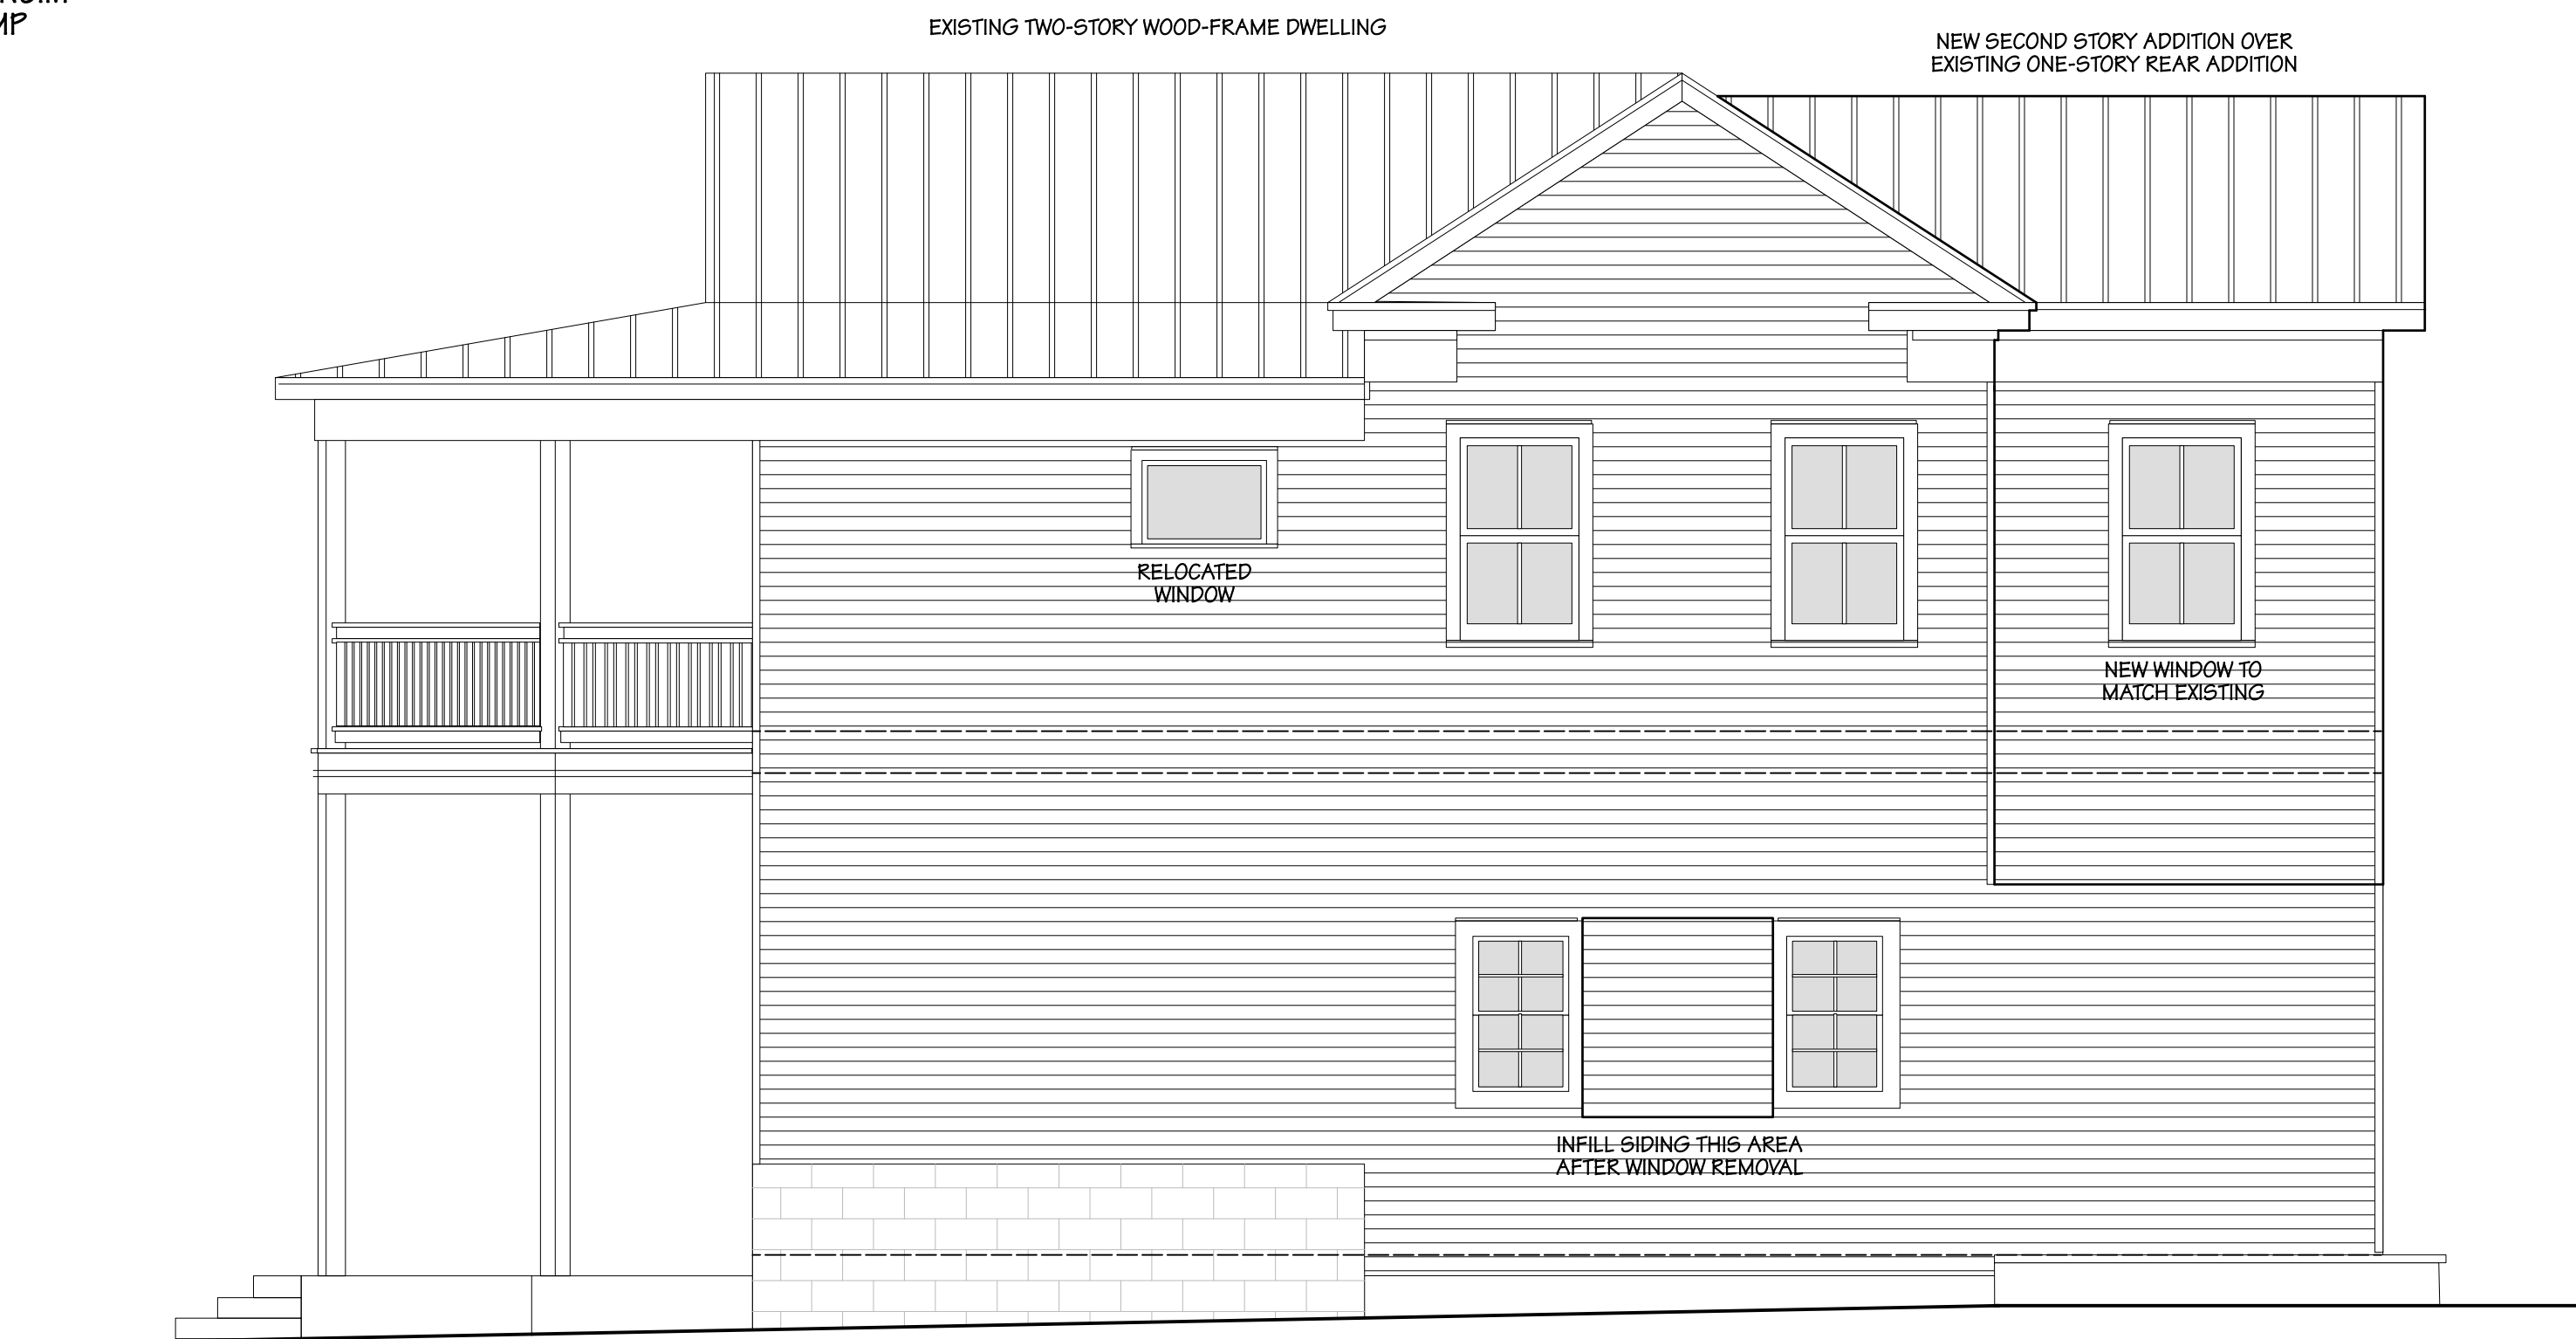 MP
EXISTING TWO-STORY WOOD-FRAME DWELLING
NEW SECOND STORY ADDITION OVER
EXISTING ONE-STORY REAR ADDITION
RELOCATED
WINDOW
NEW WINDOW TO
MATCH EXISTING
INFILL SIDING THIS AREA
AFTER WINDOW REMOVAL